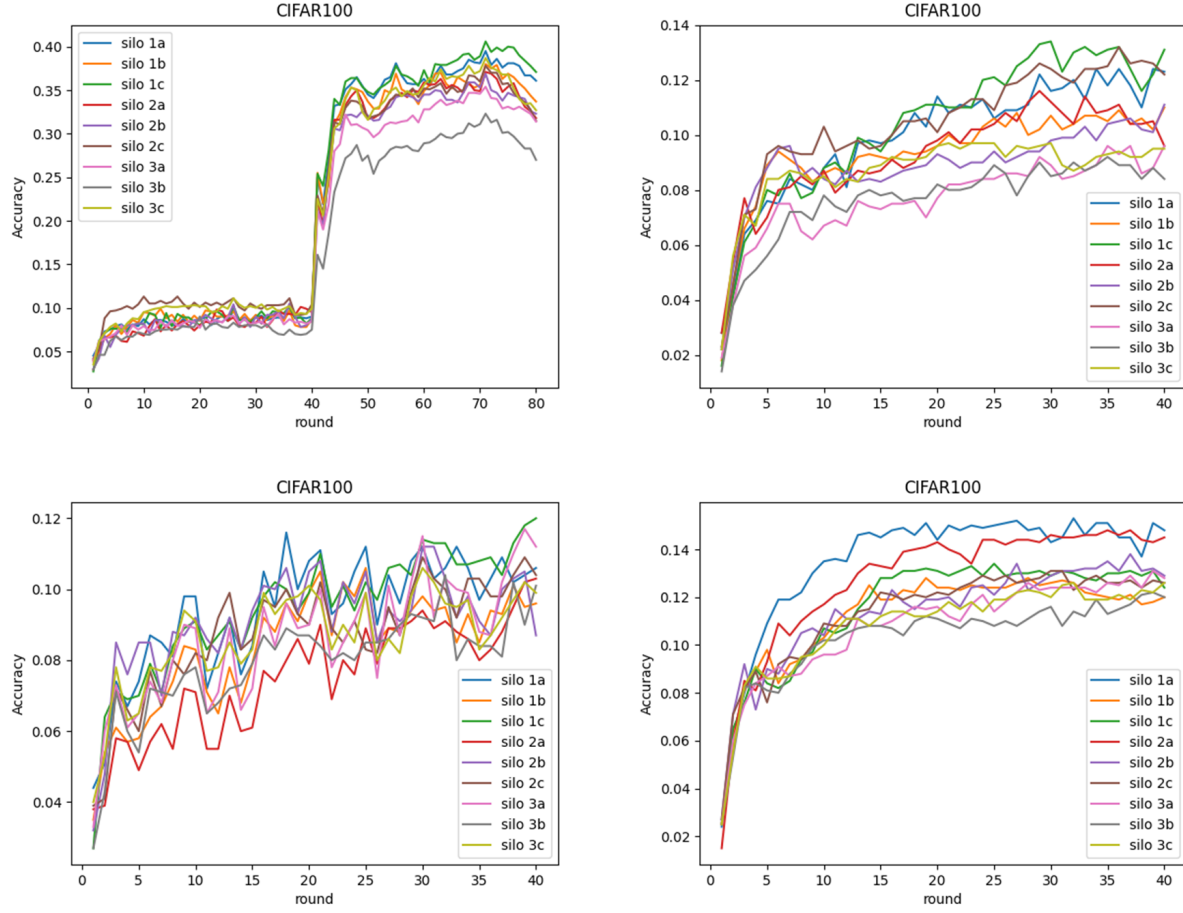 CIFAR100
0.40
0.35
0.30
0.25
0.20
0.15
0.10
0.05
Accuracy
silo 1a
silo 1b
silo 1c
silo 2a
silo 2b
silo 2c
silo 3a
silo 3b
silo 3c
0 10 20 30 40 50 60 70 80
round
CIFAR100
0.14
0.12
0.10
0.08
0.06
0.04
0.02
Accuracy
silo 1a
silo 1b
silo 1c
silo 2a
silo 2b
silo 2c
silo 3a
silo 3b
silo 3c
0 5 10 15 20 25 30 35 40
round
CIFAR100
0.12
0.10
0.08
0.06
0.04
Accuracy
silo 1a
silo 1b
silo 1c
silo 2a
silo 2b
silo 2c
silo 3a
silo 3b
silo 3c
0 5 10 15 20 25 30 35 40
round
CIFAR100
0.14
0.12
0.10
0.08
0.06
0.04
0.02
Accuracy
silo 1a
silo 1b
silo 1c
silo 2a
silo 2b
silo 2c
silo 3a
silo 3b
silo 3c
0 5 10 15 20 25 30 35 40
round